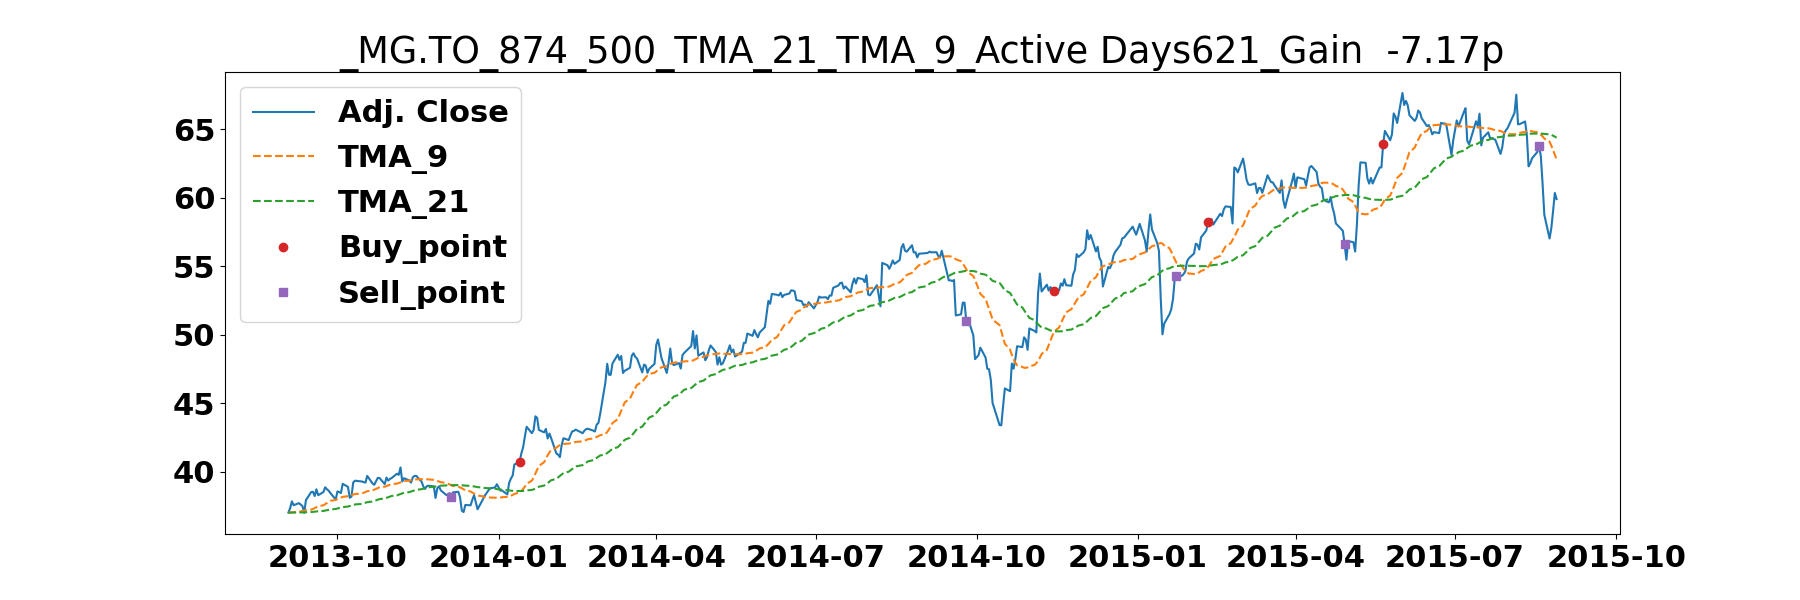 _MG.TO_874_500_TMA_21_TMA_9_Active Days621_Gain  -7.17p
Adj. Close
TMA_9
TMA_21
Buy_point
Sell_point
65
60
55
50
45
40
2013-10 2014-01 2014-04 2014-07 2014-10 2015-01 2015-04 2015-07 2015-10